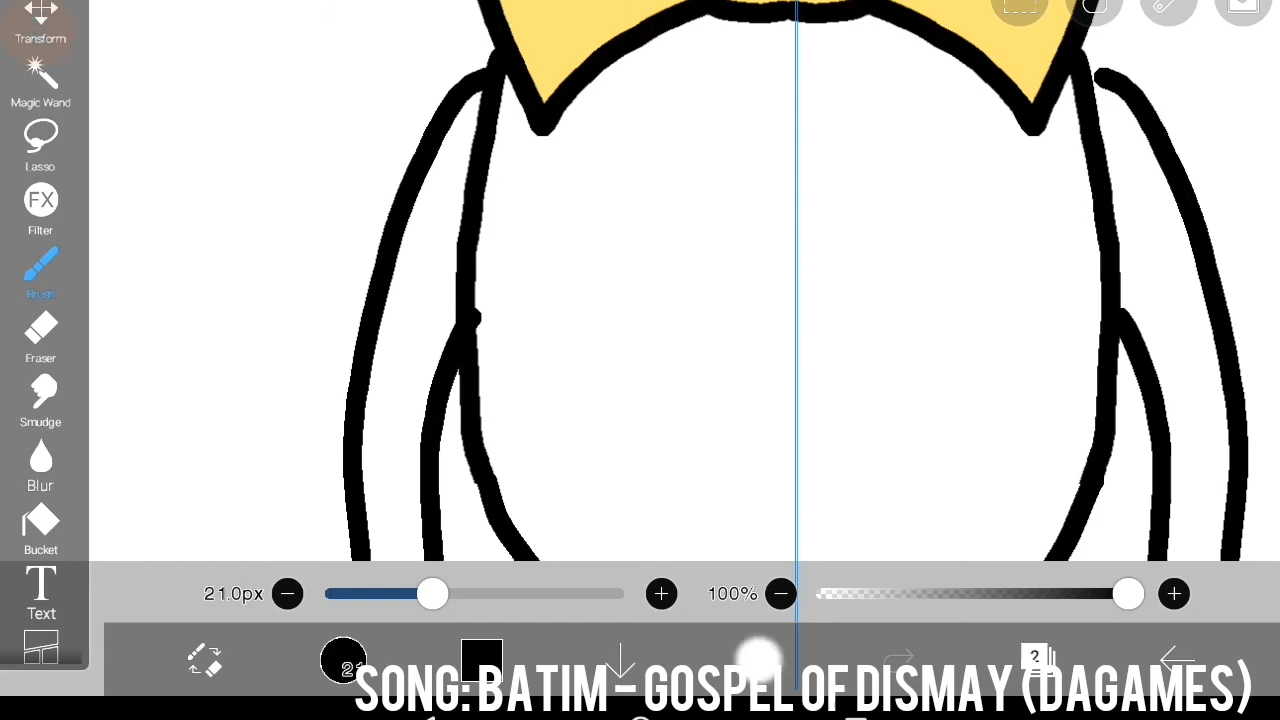 Transform
Magic Wand
Lasso
FX
Filter
Brush
Eraser
Smudge
Blur
Bucket
T
Text
21.0px
100%
2
SONG: BATIM - GOSPEL OF DISMAY (DAGAMES)